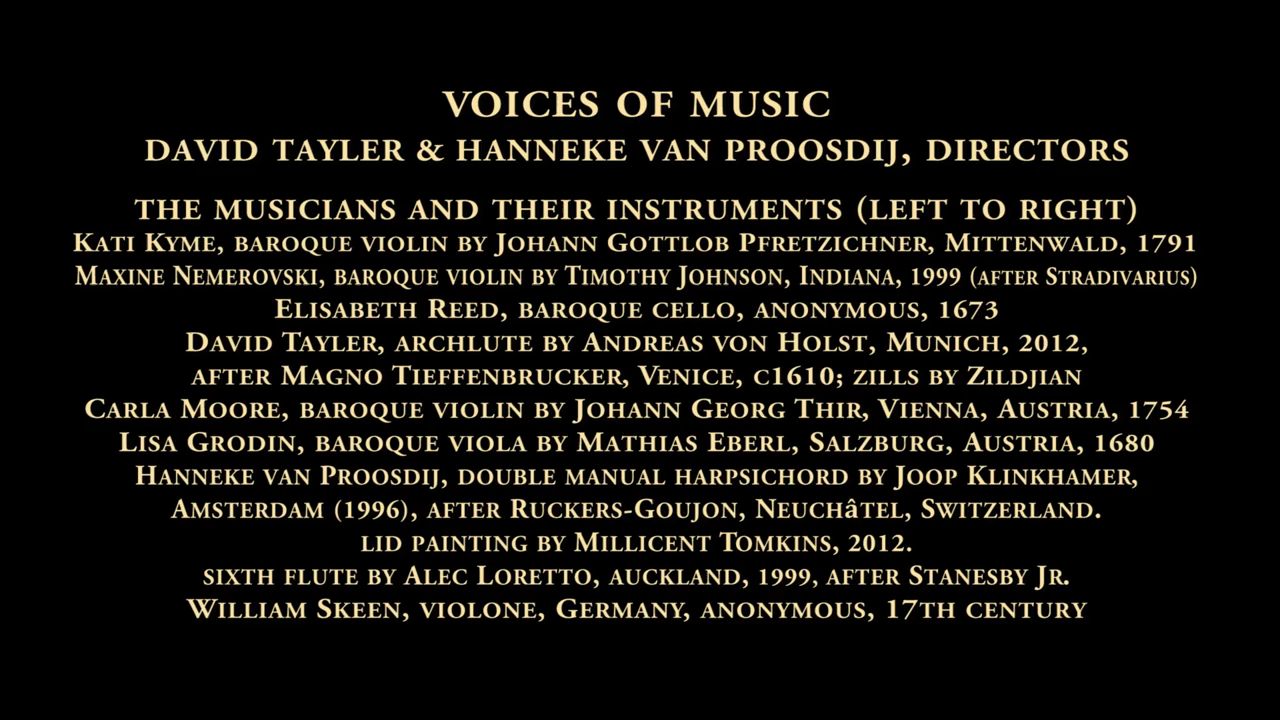 VOICES OF MUSIC
DAVID TAYLER & HANNEKE VAN PROOSDIJ, DIRECTORS
THE MUSICIANS AND THEIR INSTRUMENTS (LEFT TO RIGHT)
KATI KYME, BAROQUE VIOLIN BY JOHANN GOTTLOB PFRETZICHNER, MITTENWALD, 1791
MAXINE NEMEROVSKI, BAROQUE VIOLIN BY TIMOTHY JOHNSON, INDIANA, 1999 (AFTER STRADIVARIUS)
ELISABETH REED, BAROQUE CELLO, ANONYMOUS, 1673
DAVID TAYLER, ARCHLUTE BY ANDREAS VON HOLST, MUNICH, 2012,
AFTER MAGNO TIEFFENBRUCKER, VENICE, C1610; ZILLS BY ZILDJIAN
CARLA MOORE, BAROQUE VIOLIN BY JOHANN GEORG THIR, VIENNA, AUSTRIA, 1754
LISA GRODIN, BAROQUE VIOLA BY MATHIAS EBERL, SALZBURG, AUSTRIA, 1680
HANNEKE VAN PROOSDIJ, DOUBLE MANUAL HARPSICHORD BY JOOP KLINKHAMER,
AMSTERDAM (1996), AFTER RUCKERS-GOUJON, NEUCHâTEL, SWITZERLAND.
LID PAINTING BY MILLICENT TOMKINS, 2012.
SIXTH FLUTE BY ALEC LORETTO, AUCKLAND, 1999, AFTER STANESBY JR.
WILLIAM SKEEN, VIOLONE, GERMANY, ANONYMOUS, 17TH CENTURY